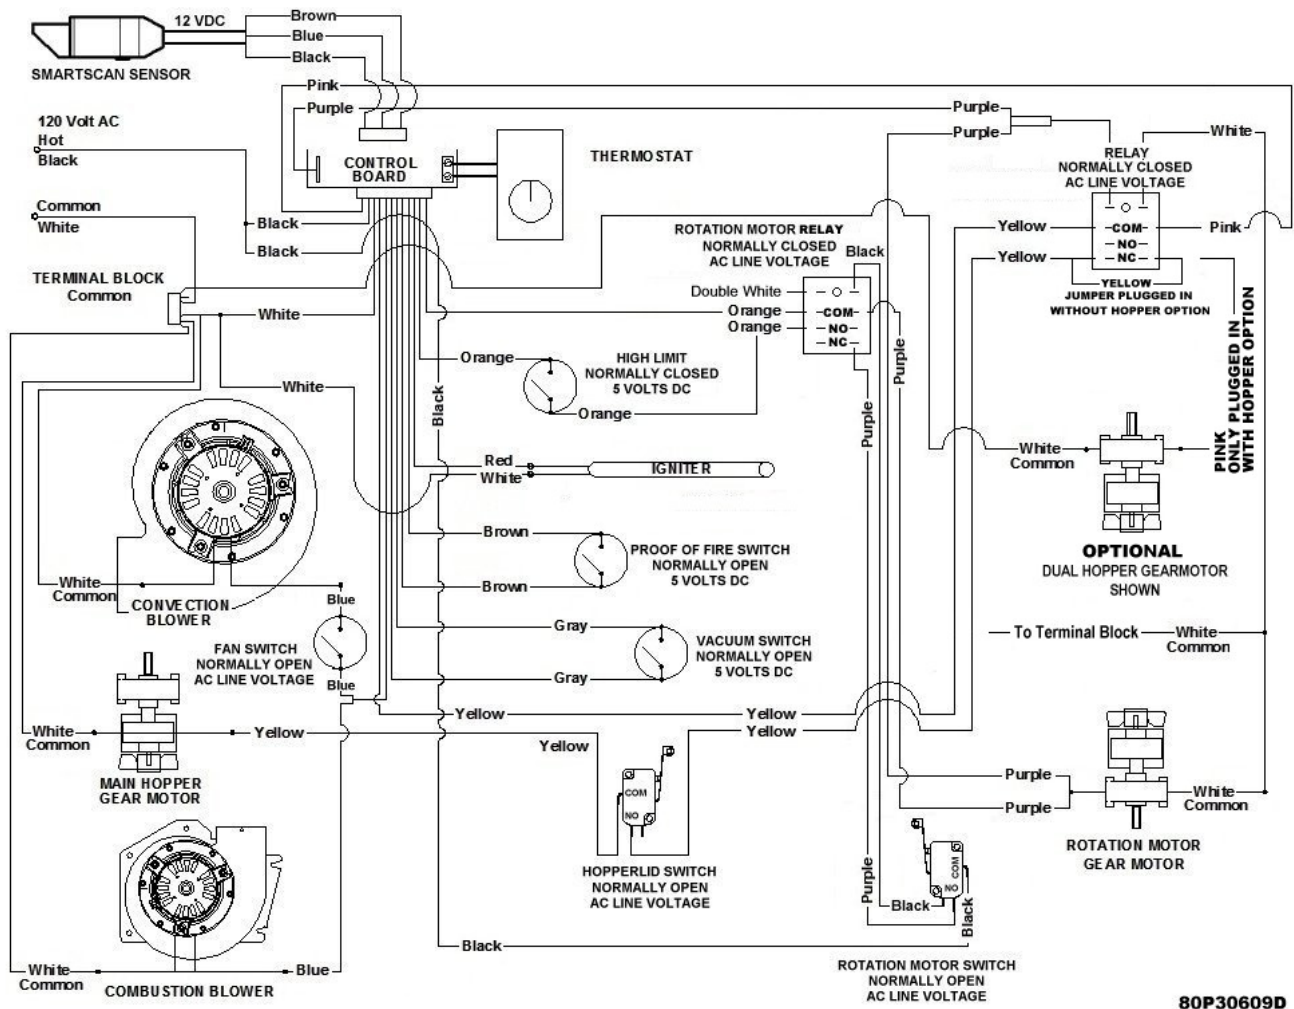 12 VDC
Brown
Blue
Black
SMARTSCAN SENSOR
Pink
Purple
Purple
Purple
120 Volt AC
Hot
Black
White
CONTROL
BOARD
THERMOSTAT
RELAY
NORMALLY CLOSED
AC LINE VOLTAGE
Common
White
Black
Black
ROTATION MOTOR RELAY
NORMALLY CLOSED
AC LINE VOLTAGE
Black
Yellow
COM
Pink
NO
Yellow
NC
YELLOW
JUMPER PLUGGED IN
WITHOUT HOPPER OPTION
TERMINAL BLOCK
Common
White
Double White
Orange
COM
Orange
NO
NC
Purple
Orange
HIGH LIMIT
NORMALLY CLOSED
5 VOLTS DC
White
Black
Orange
Purple
PINK
ONLY PLUGGED IN
WITH HOPPER OPTION
Red
White
IGNITER
White
Common
Brown
PROOF OF FIRE SWITCH
NORMALLY OPEN
5 VOLTS DC
Brown
OPTIONAL
DUAL HOPPER GEARMOTOR
SHOWN
White
Common
CONVECTION
BLOWER
Blue
FAN SWITCH
NORMALLY OPEN
AC LINE VOLTAGE
Blue
Gray
VACUUM SWITCH
NORMALLY OPEN
5 VOLTS DC
Gray
To Terminal Block
White
Common
Yellow
Yellow
White
Common
Yellow
Yellow
Yellow
MAIN HOPPER
GEAR MOTOR
COM
NO
HOPPERLID SWITCH
NORMALLY OPEN
AC LINE VOLTAGE
Purple
Purple
White
Common
ROTATION MOTOR
GEAR MOTOR
Purple
COM
NO
Black
Black
Black
ROTATION MOTOR SWITCH
NORMALLY OPEN
AC LINE VOLTAGE
White
Common
Blue
COMBUSTION BLOWER
80P30609D